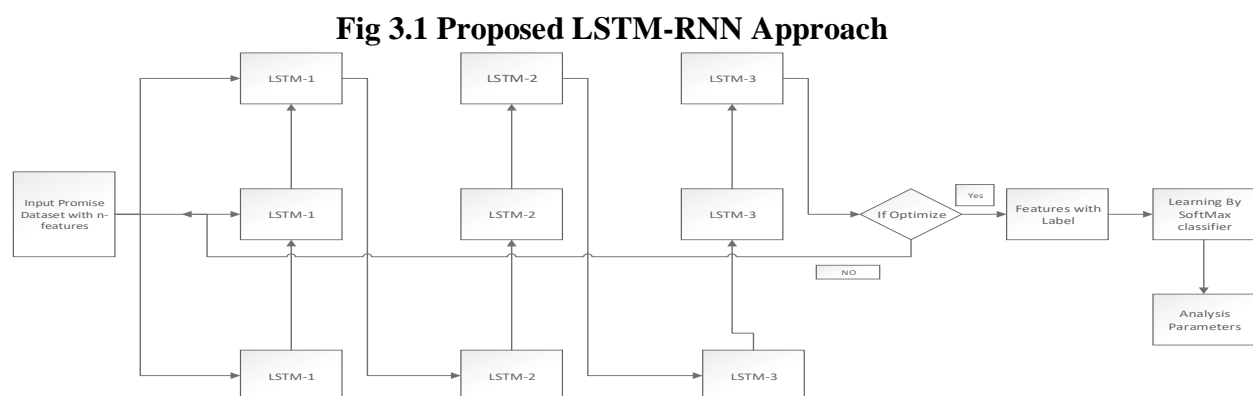 Fig 3.1 Proposed LSTM-RNN Approach
LSTM-1
LSTM-2
LSTM-3
Input Promise
Dataset with n-
features
LSTM-1
LSTM-2
LSTM-3
If Optimize
Yes
Features with
Label
Learning By
SoftMax
classifier
NO
Analysis
Parameters
LSTM-1
LSTM-2
LSTM-3